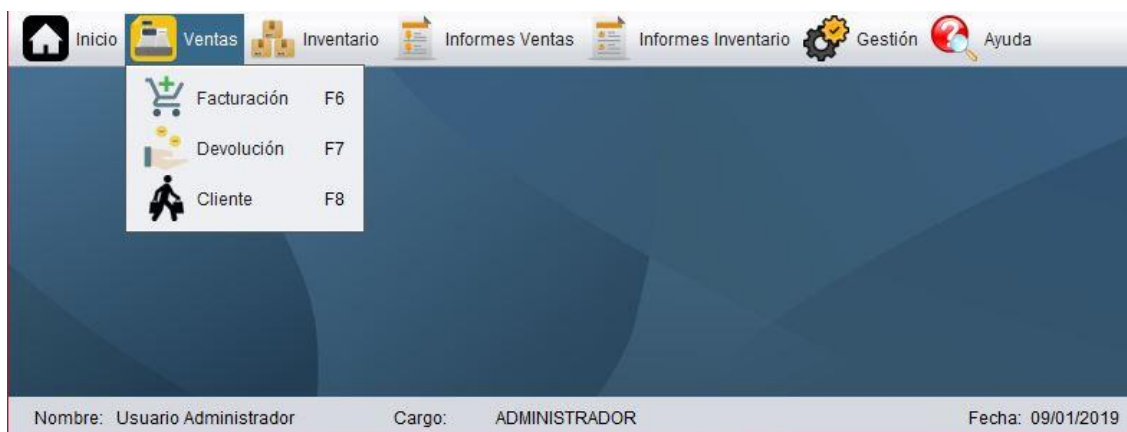 Inicio Ventas Inventario Informes Ventas Informes Inventario Gestión Ayuda
Facturación F6
Devolución F7
Cliente F8
Nombre: Usuario Administrador Cargo: ADMINISTRADOR Fecha: 09/01/2019